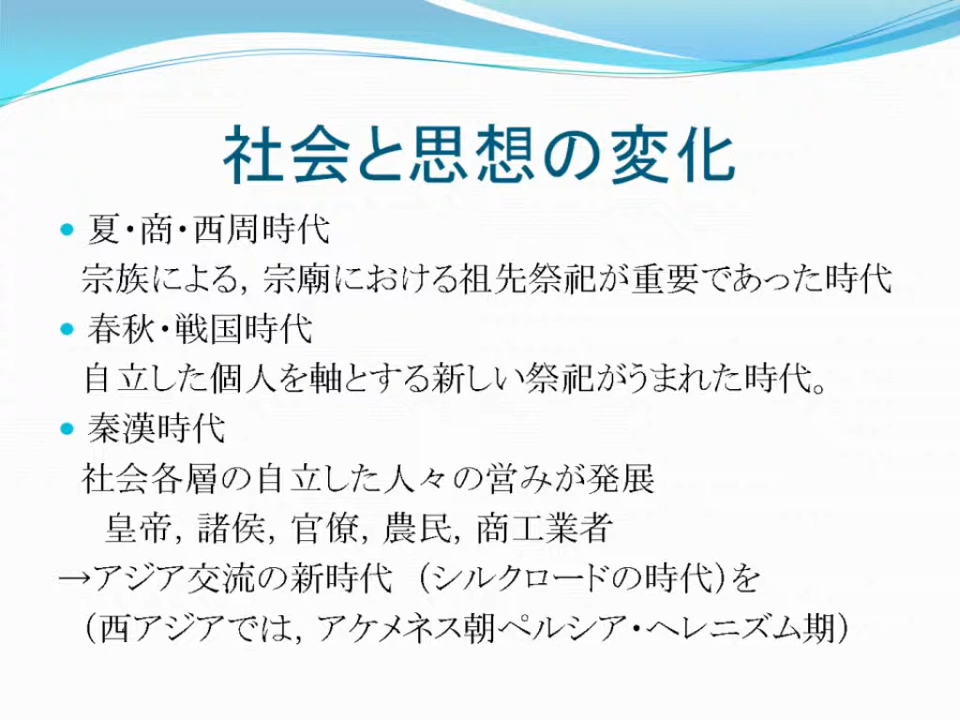 社会と思想の変化
• 夏・商・西周時代
宗族による，宗廟における祖先祭祀が重要であった時代
• 春秋・戦国時代
自立した個人を軸とする新しい祭祀がうまれた時代。
• 秦漢時代
社会各層の自立した人々の営みが発展
皇帝，諸侯，官僚，農民，商工業者
→アジア交流の新時代　（シルクロードの時代）を
（西アジアでは，アケメネス朝ペルシア・ヘレニズム期）